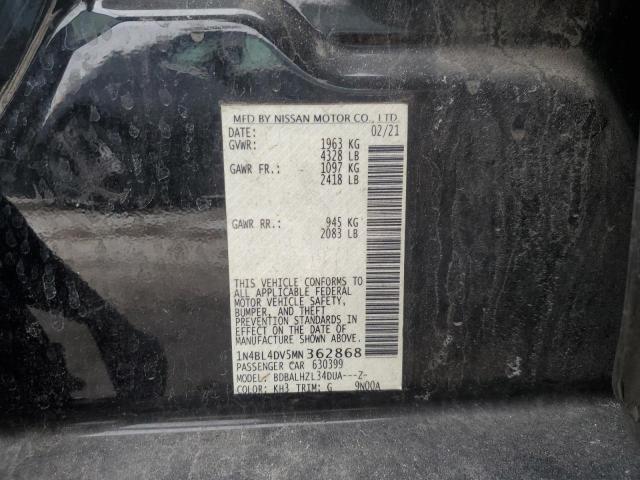 MFD BY NISSAN MOTOR CO., LTD
DATE: 02/21
GVWR: 1963 KG
4328 LB
GAWR FR.: 1097 KG
2418 LB
GAWR RR.: 945 KG
2083 LB
THIS VEHICLE CONFORMS TO
ALL APPLICABLE FEDERAL
MOTOR VEHICLE SAFETY,
BUMPER, AND THEFT
PREVENTION STANDARDS IN
EFFECT ON THE DATE OF
MANUFACTURE SHOWN ABOVE.
1N4BL4DV5MN362868
PASSENGER CAR 630399
MODEL: BDBALHZL34DUA---Z-
COLOR: KH3 TRIM: G 9N00A